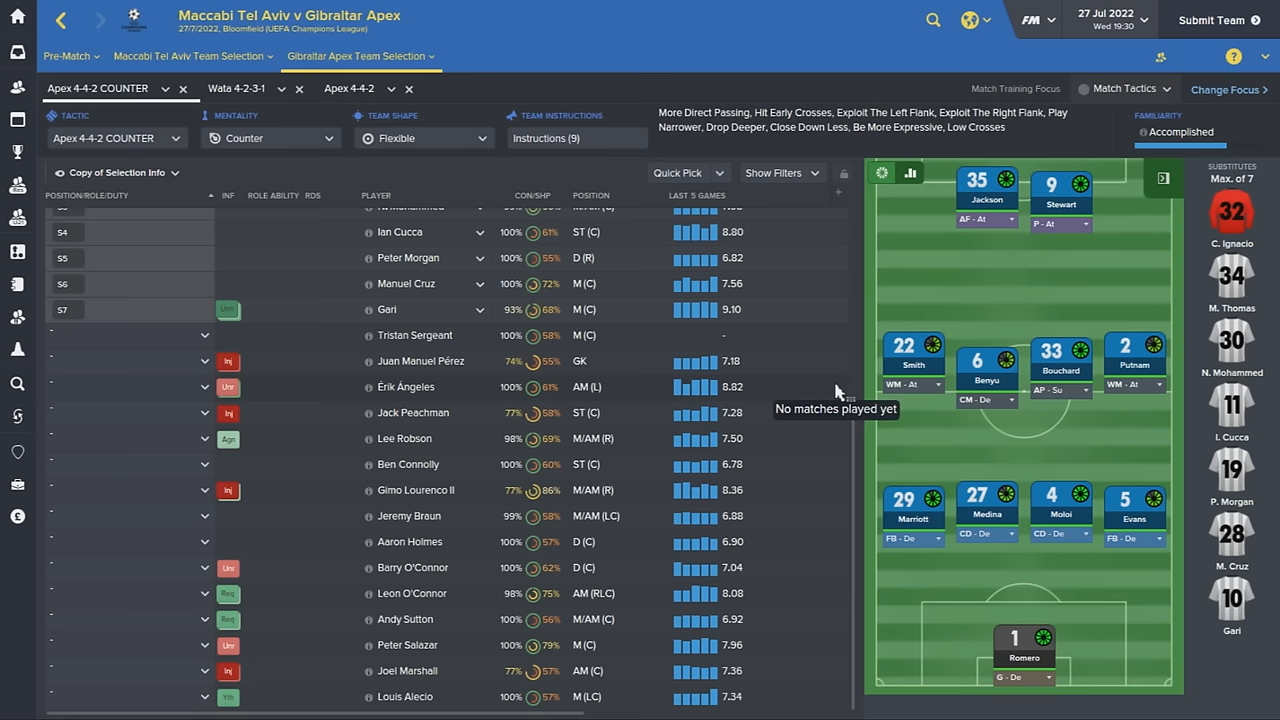 Maccabi Tel Aviv v Gibraltar Apex
27/7/2022, Bloomfield (UEFA Champions League)
FM
27 Jul 2022
Wed 19:30
Submit Team
Pre-Match
Maccabi Tel Aviv Team Selection
Gibraltar Apex Team Selection
?
Apex 4-4-2 COUNTER
Wata 4-2-3-1
Apex 4-4-2
Match Training Focus
Match Tactics
Change Focus >
TACTIC
MENTALITY
TEAM SHAPE
TEAM INSTRUCTIONS
Apex 4-4-2 COUNTER
Counter
Flexible
Instructions (9)
More Direct Passing, Hit Early Crosses, Exploit The Left Flank, Exploit The Right Flank, Play
Narrower, Drop Deeper, Close Down Less, Be More Expressive, Low Crosses
FAMILIARITY
Accomplished
Copy of Selection Info
Quick Pick
Show Filters
POSITION/ROLE/DUTY
INF
ROLE ABILITY
RDS
PLAYER
CON/SHP
POSITION
LAST 5 GAMES
S4 Ian Cucca 100% 61% ST (C) 8.80
S5 Peter Morgan 100% 55% D (R) 6.82
S6 Manuel Cruz 100% 72% M (C) 7.56
S7 Gari 93% 68% M (C) 9.10
- Tristan Sergeant 100% 58% M (C) -
- Inj Juan Manuel Pérez 74% 55% GK 7.18
- Unr Érik Ángeles 100% 61% AM (L) 8.82
- Inj Jack Peachman 77% 58% ST (C) 7.28
- Agn Lee Robson 98% 69% M/AM (R) 7.50
- Ben Connolly 100% 60% ST (C) 6.78
- Inj Gimo Lourenco II 77% 86% M/AM (R) 8.36
- Jeremy Braun 99% 58% M/AM (LC) 6.88
- Aaron Holmes 100% 57% D (C) 6.90
- Unr Barry O'Connor 100% 62% D (C) 7.04
- Req Leon O'Connor 98% 75% AM (RLC) 8.08
- Req Andy Sutton 100% 56% M/AM (C) 6.92
- Unr Peter Salazar 100% 79% M (C) 7.96
- Inj Joel Marshall 77% 57% AM (C) 7.36
- Yth Louis Alecio 100% 57% M (LC) 7.34
No matches played yet
35
Jackson
AF - At
9
Stewart
P - At
22
Smith
WM - At
6
Benyu
CM - De
33
Bouchard
AP - Su
2
Putnam
WM - At
29
Marriott
FB - De
27
Medina
CD - De
4
Moloi
CD - De
5
Evans
FB - De
1
Romero
G - De
SUBSTITUTES
Max. of 7
32
C. Ignacio
34
M. Thomas
30
N. Mohammed
11
I. Cucca
19
P. Morgan
28
M. Cruz
10
Gari